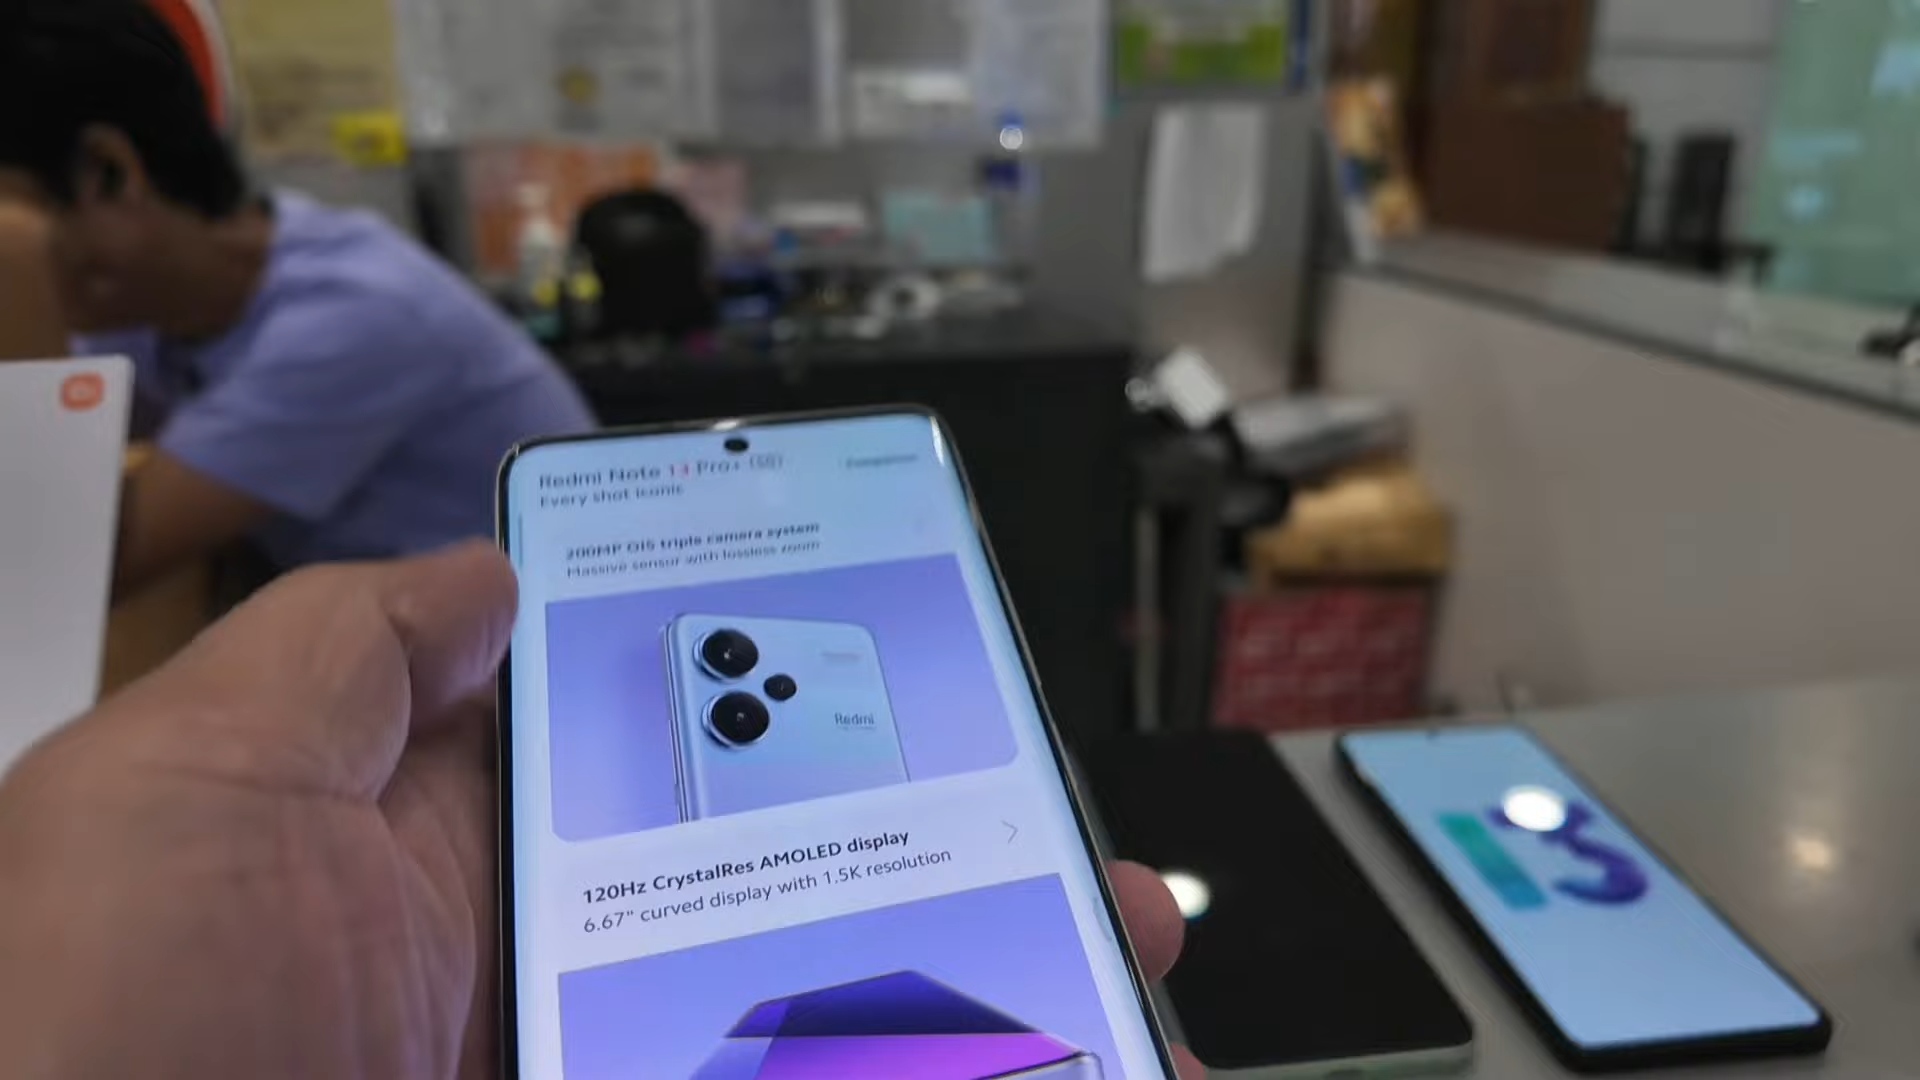 Redmi Note 13 Pro+ (5G)
Every shot iconic
200MP OIS triple camera system
Massive sensor with lossless zoom
Redmi
120Hz CrystalRes AMOLED display
6.67" curved display with 1.5K resolution